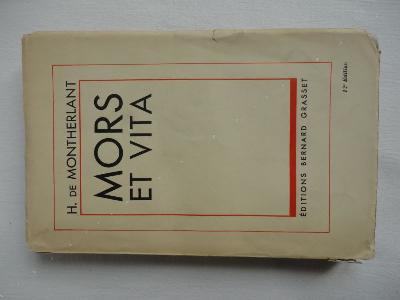 H. DE MONTHERLANT
MORS
ET VITA
ÉDITIONS BERNARD GRASSET